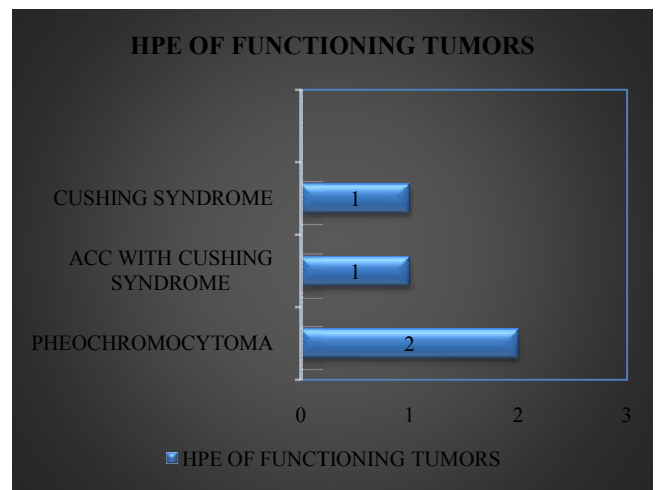 HPE OF FUNCTIONING TUMORS
CUSHING SYNDROME
1
ACC WITH CUSHING
SYNDROME
1
PHEOCHROMOCYTOMA
2
0 1 2 3
HPE OF FUNCTIONING TUMORS